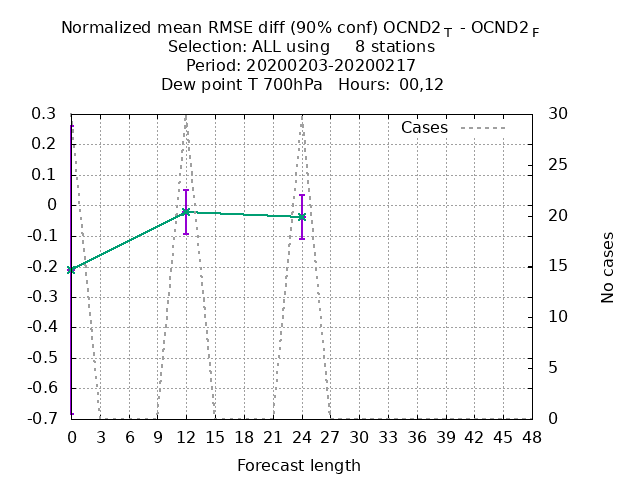 Normalized mean RMSE diff (90% conf) OCND2 T - OCND2 F
Selection: ALL using 8 stations
Period: 20200203-20200217
Dew point T 700hPa Hours: 00,12
Cases
0.3
0.2
0.1
0
-0.1
-0.2
-0.3
-0.4
-0.5
-0.6
-0.7
30
25
20
15
10
5
0
No cases
0 3 6 9 12 15 18 21 24 27 30 33 36 39 42 45 48
Forecast length